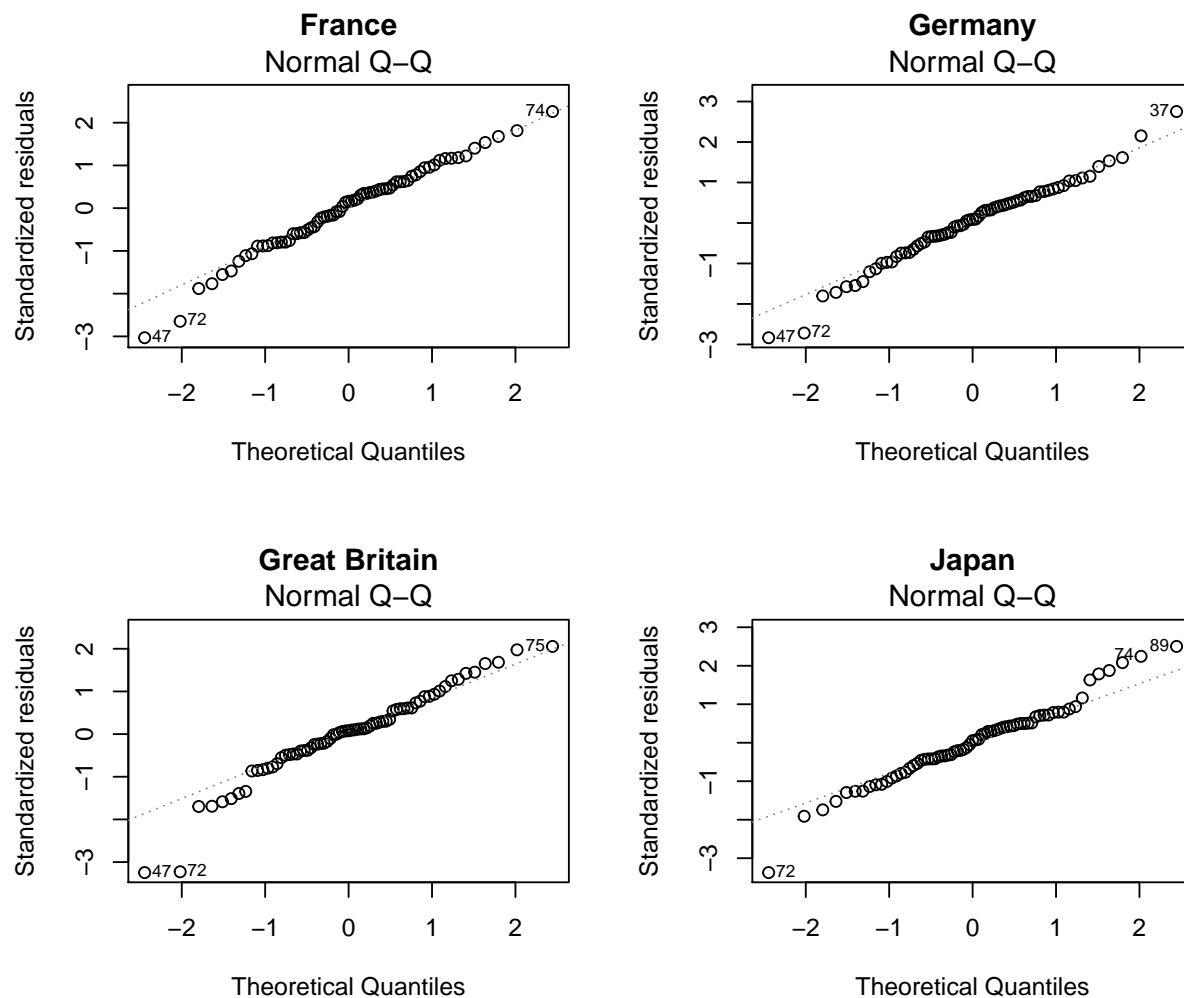 France
Normal Q−Q
Standardized residuals
2
1
0
−1
−3
74
47
72
−2 −1 0 1 2
Theoretical Quantiles
Germany
Normal Q−Q
Standardized residuals
3
2
1
−1
−3
37
47
72
−2 −1 0 1 2
Theoretical Quantiles
Great Britain
Normal Q−Q
Standardized residuals
2
1
0
−1
−3
75
47
72
−2 −1 0 1 2
Theoretical Quantiles
Japan
Normal Q−Q
Standardized residuals
3
2
1
−1
−3
74
89
72
−2 −1 0 1 2
Theoretical Quantiles